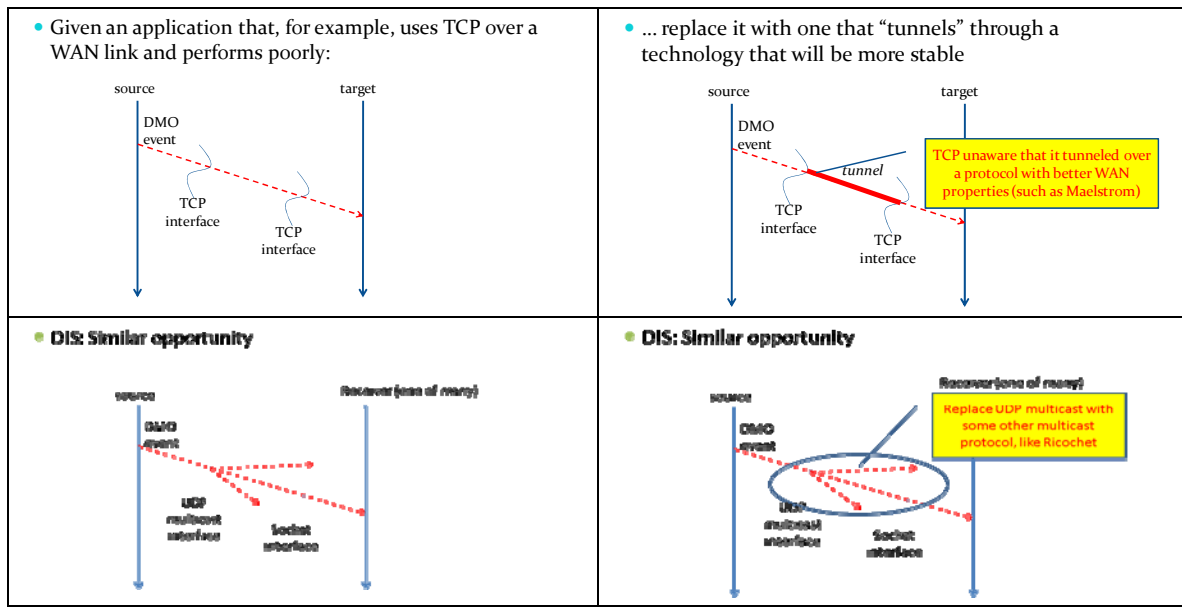 • Given an application that, for example, uses TCP over a
WAN link and performs poorly:
source
target
DMO
event
TCP
interface
TCP
interface
• ... replace it with one that “tunnels” through a
technology that will be more stable
source
target
DMO
event
tunnel
TCP
interface
TCP
interface
TCP unaware that it tunneled over
a protocol with better WAN
properties (such as Maelstrom)
• DIS: Similar opportunity
source
Receiver (one of many)
DMO
event
UDP
multicast
interface
Socket
interface
• DIS: Similar opportunity
source
Receiver (one of many)
DMO
event
UDP
multicast
interface
Socket
interface
Replace UDP multicast with
some other multicast
protocol, like Ricochet